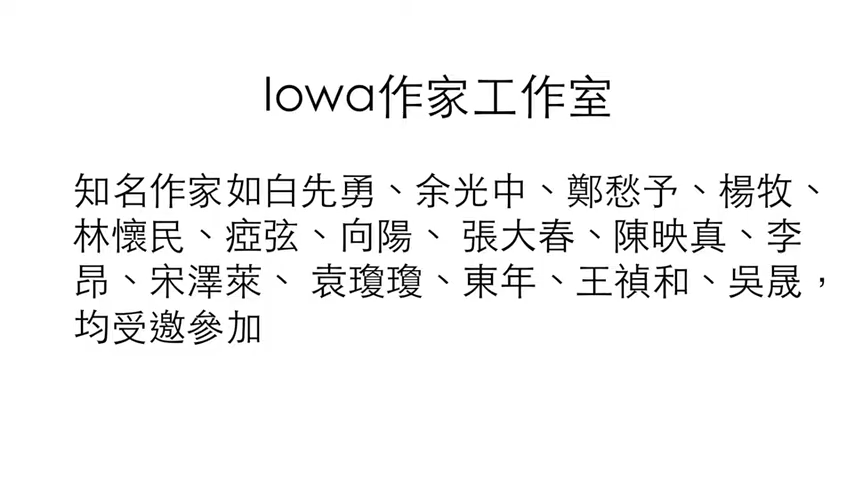 Iowa作家工作室
知名作家如白先勇、余光中、鄭愁予、楊牧、
林懷民、瘂弦、向陽、 張大春、陳映真、李
昂、宋澤萊、 袁瓊瓊、東年、王禎和、吳晟，
均受邀參加